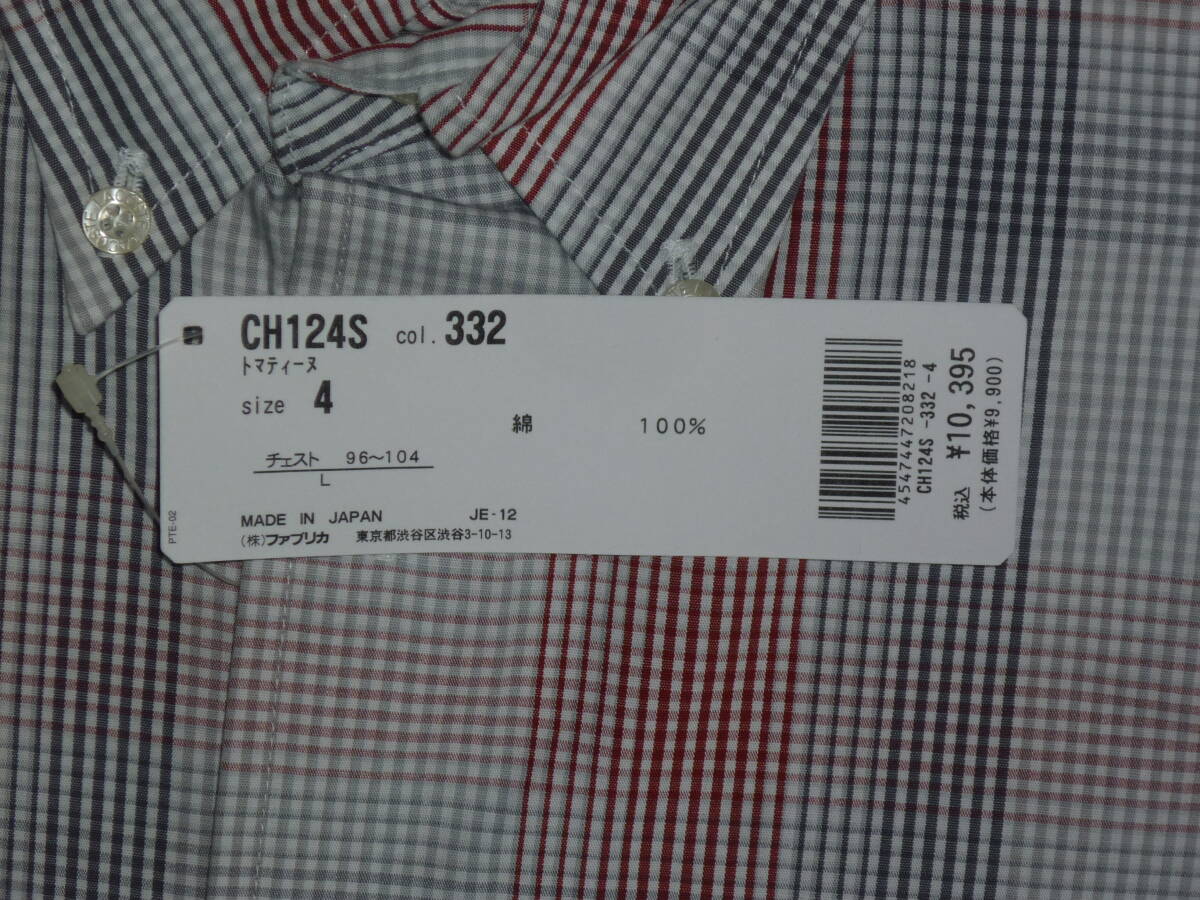 CH124S col. 332
トマティーヌ
size 4
綿 100%
チェスト 96～104
L
MADE IN JAPAN JE-12
(株)ファブリカ 東京都渋谷区渋谷3-10-13
PTE-02
4547447208218
CH124S -332 -4
税込 ¥10,395
(本体価格¥9,900)